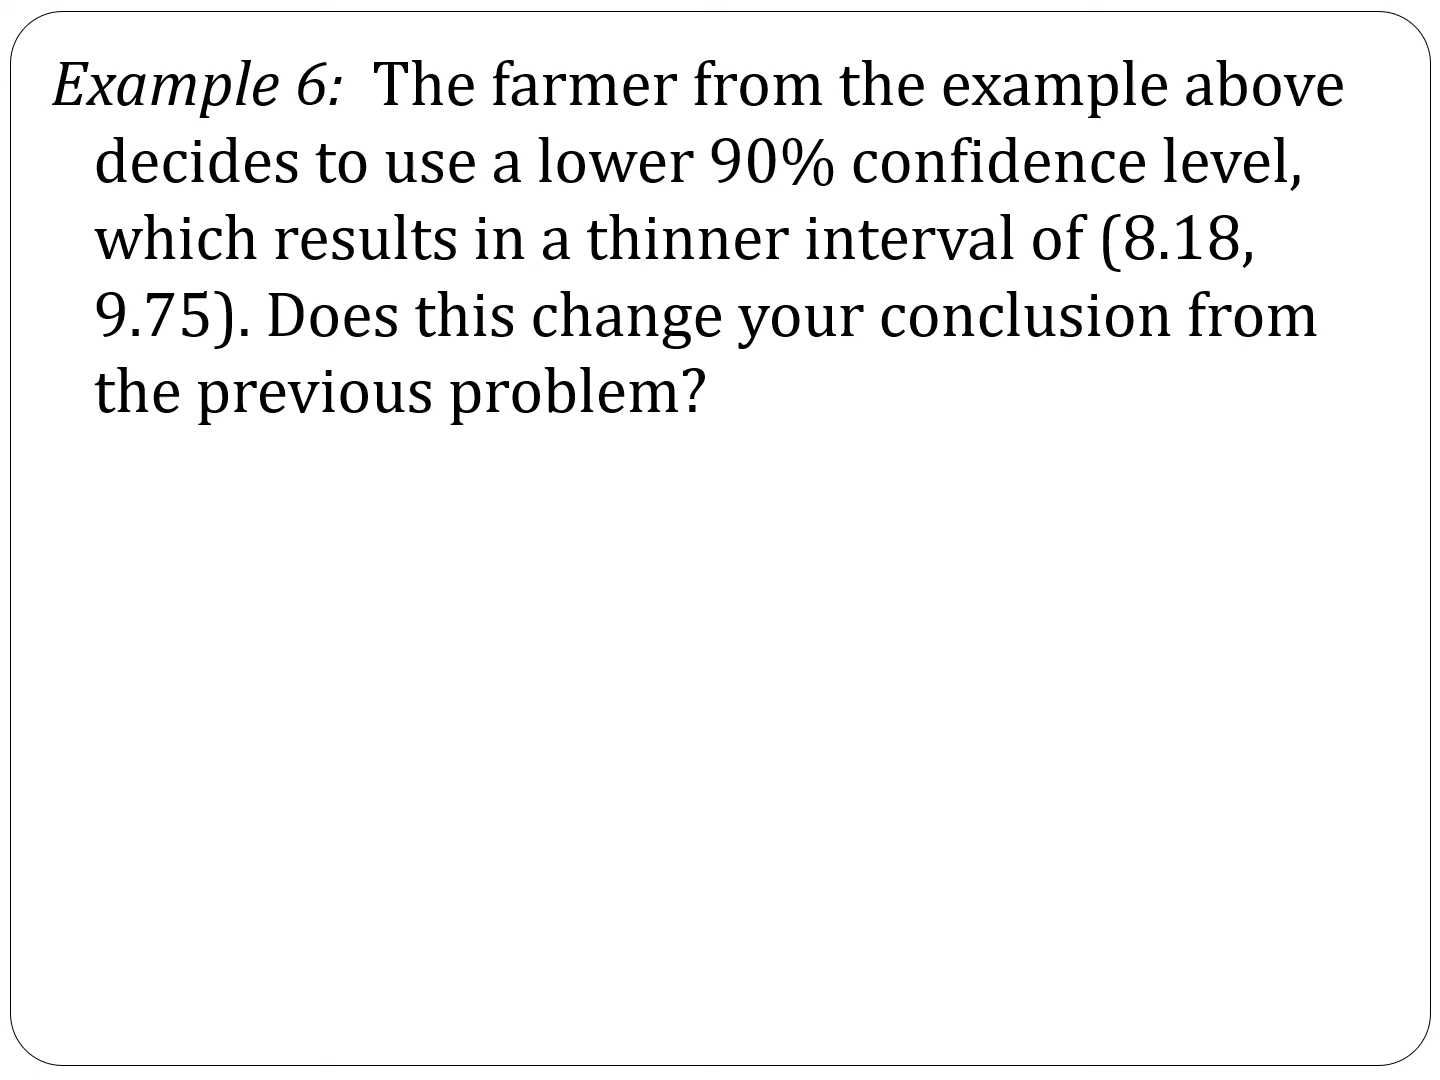 Example 6: The farmer from the example above
decides to use a lower 90% confidence level,
which results in a thinner interval of (8.18,
9.75). Does this change your conclusion from
the previous problem?